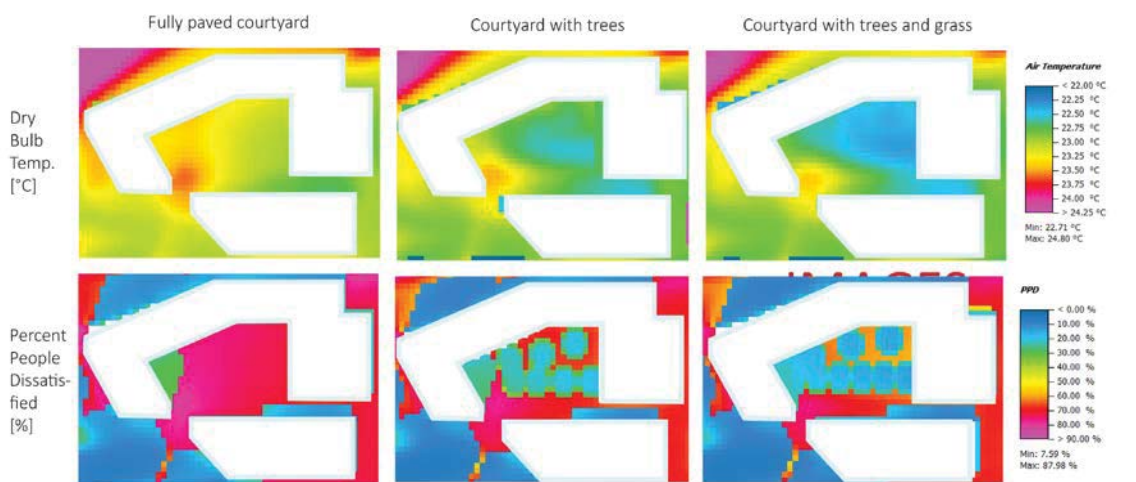 Fully paved courtyard
Courtyard with trees
Courtyard with trees and grass
Dry
Bulb
Temp.
[°C]
Air Temperature
< 22.00 °C
22.25 °C
22.50 °C
22.75 °C
23.00 °C
23.25 °C
23.50 °C
23.75 °C
24.00 °C
> 24.25 °C
Min: 22.71 °C
Max: 24.80 °C
Percent
People
Dissatis-
fied
[%]
PPD
< 0.00 %
10.00 %
20.00 %
30.00 %
40.00 %
50.00 %
60.00 %
70.00 %
80.00 %
> 90.00 %
Min: 7.59 %
Max: 87.98 %